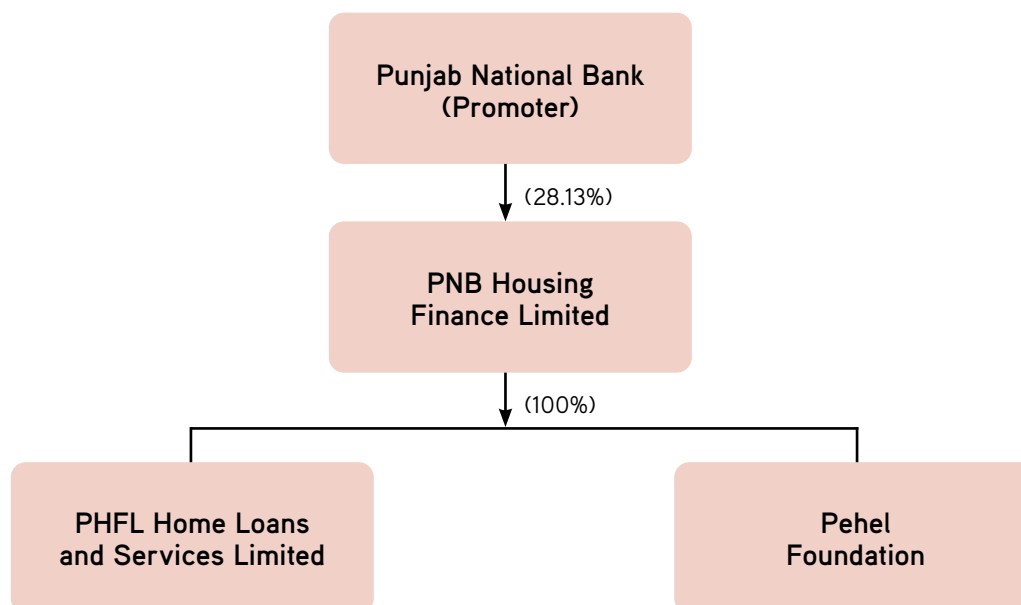 Punjab National Bank
(Promoter)
(28.13%)
PNB Housing
Finance Limited
(100%)
PHFL Home Loans
and Services Limited
Pehel
Foundation